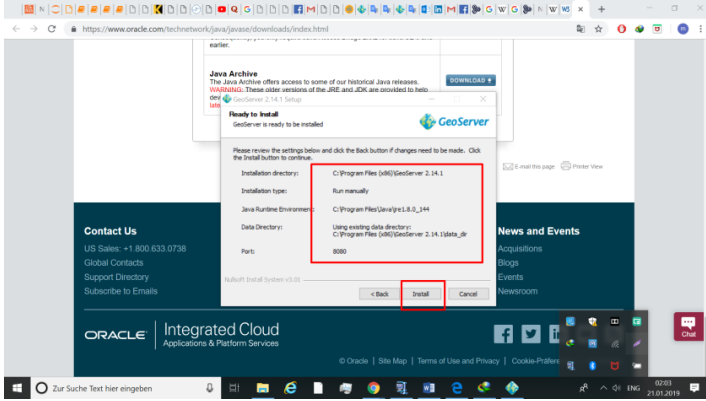 https://www.oracle.com/technetwork/java/javase/downloads/index.html
earlier.
Java Archive
The Java Archive offers access to some of our historical Java releases.
WARNING: These older versions of the JRE and JDK are provided to help
DOWNLOAD
GeoServer 2.14.1 Setup
Ready to Install
GeoServer is ready to be installed
GeoServer
Please review the settings below and click the Back button if changes need to be made. Click
the Install button to continue.
Installation directory: C:\Program Files (x86)\GeoServer 2.14.1
Installation type: Run manually
Java Runtime Environment: C:\Program Files\Java\jre1.8.0_144
Data Directory: Using existing data directory:
C:\Program Files (x86)\GeoServer 2.14.1\data_dir
Port: 8080
Nullsoft Install System v3.01
< Back Install Cancel
E-mail this page Printer View
Contact Us
US Sales: +1.800.633.0738
Global Contacts
Support Directory
Subscribe to Emails
News and Events
Acquisitions
Blogs
Events
Newsroom
ORACLE Integrated Cloud
Applications & Platform Services
Chat
© Oracle | Site Map | Terms of Use and Privacy | Cookie-Präfere
Zur Suche Text hier eingeben
ENG
02:03
21.01.2019